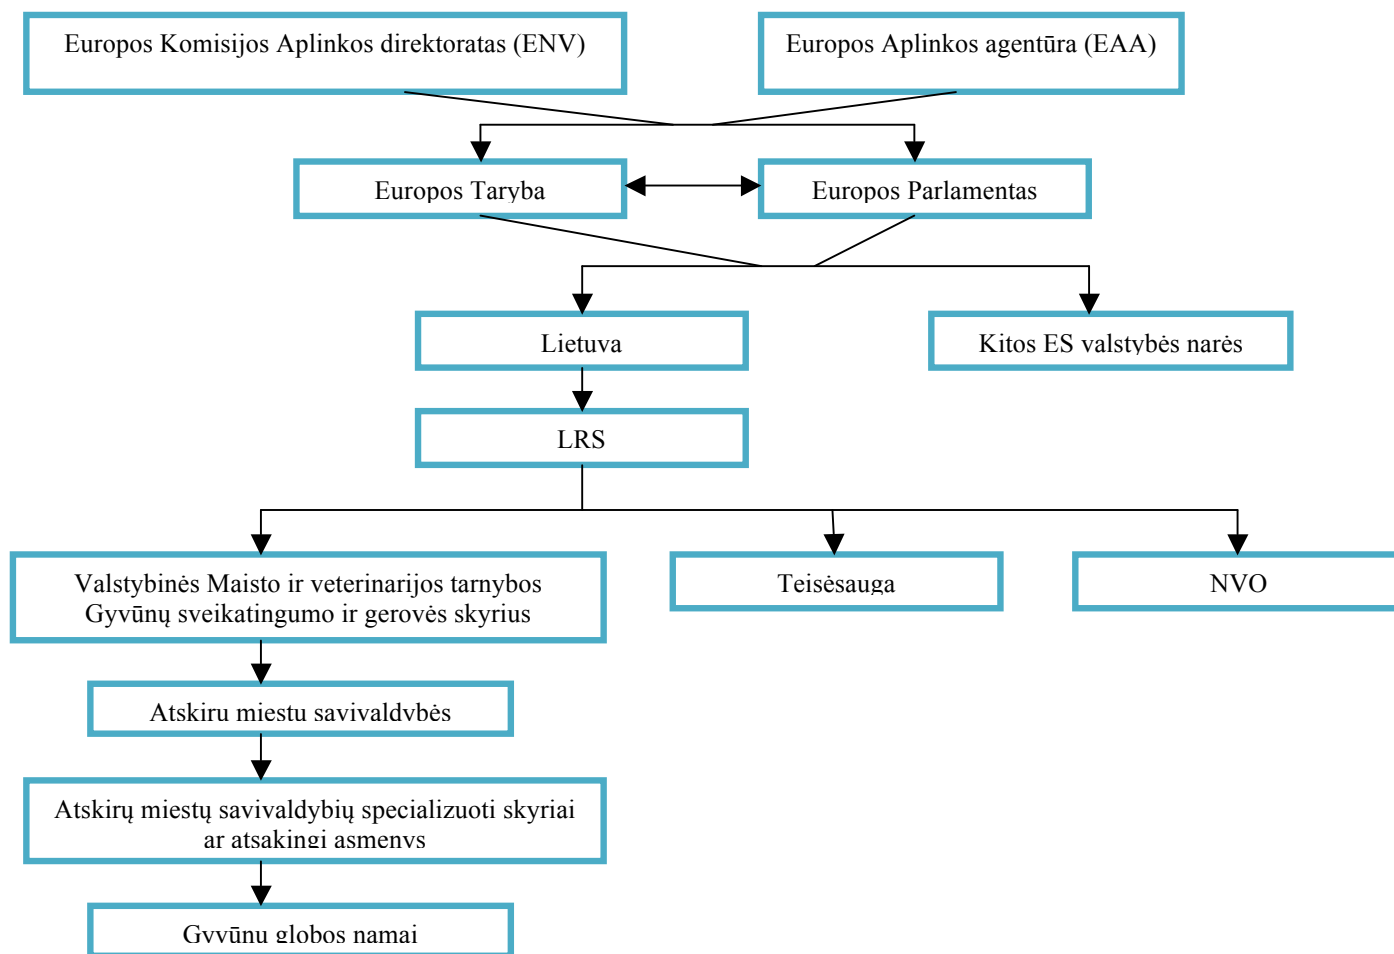 Europos Komisijos Aplinkos direktoratas (ENV)
Europos Aplinkos agentūra (EAA)
Europos Taryba
Europos Parlamentas
Lietuva
Kitos ES valstybės narės
LRS
Valstybinės Maisto ir veterinarijos tarnybos
Gyvūnų sveikatingumo ir gerovės skyrius
Teisėsauga
NVO
Atskirų miestų savivaldybės
Atskirų miestų savivaldybių specializuoti skyriai
ar atsakingi asmenys
Gyvūnų globos namai